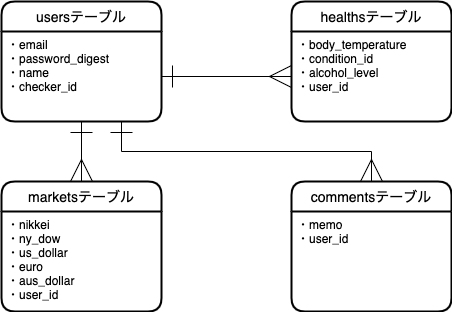 usersテーブル
・email
・password_digest
・name
・checker_id
healthsテーブル
・body_temperature
・condition_id
・alcohol_level
・user_id
marketsテーブル
・nikkei
・ny_dow
・us_dollar
・euro
・aus_dollar
・user_id
commentsテーブル
・memo
・user_id